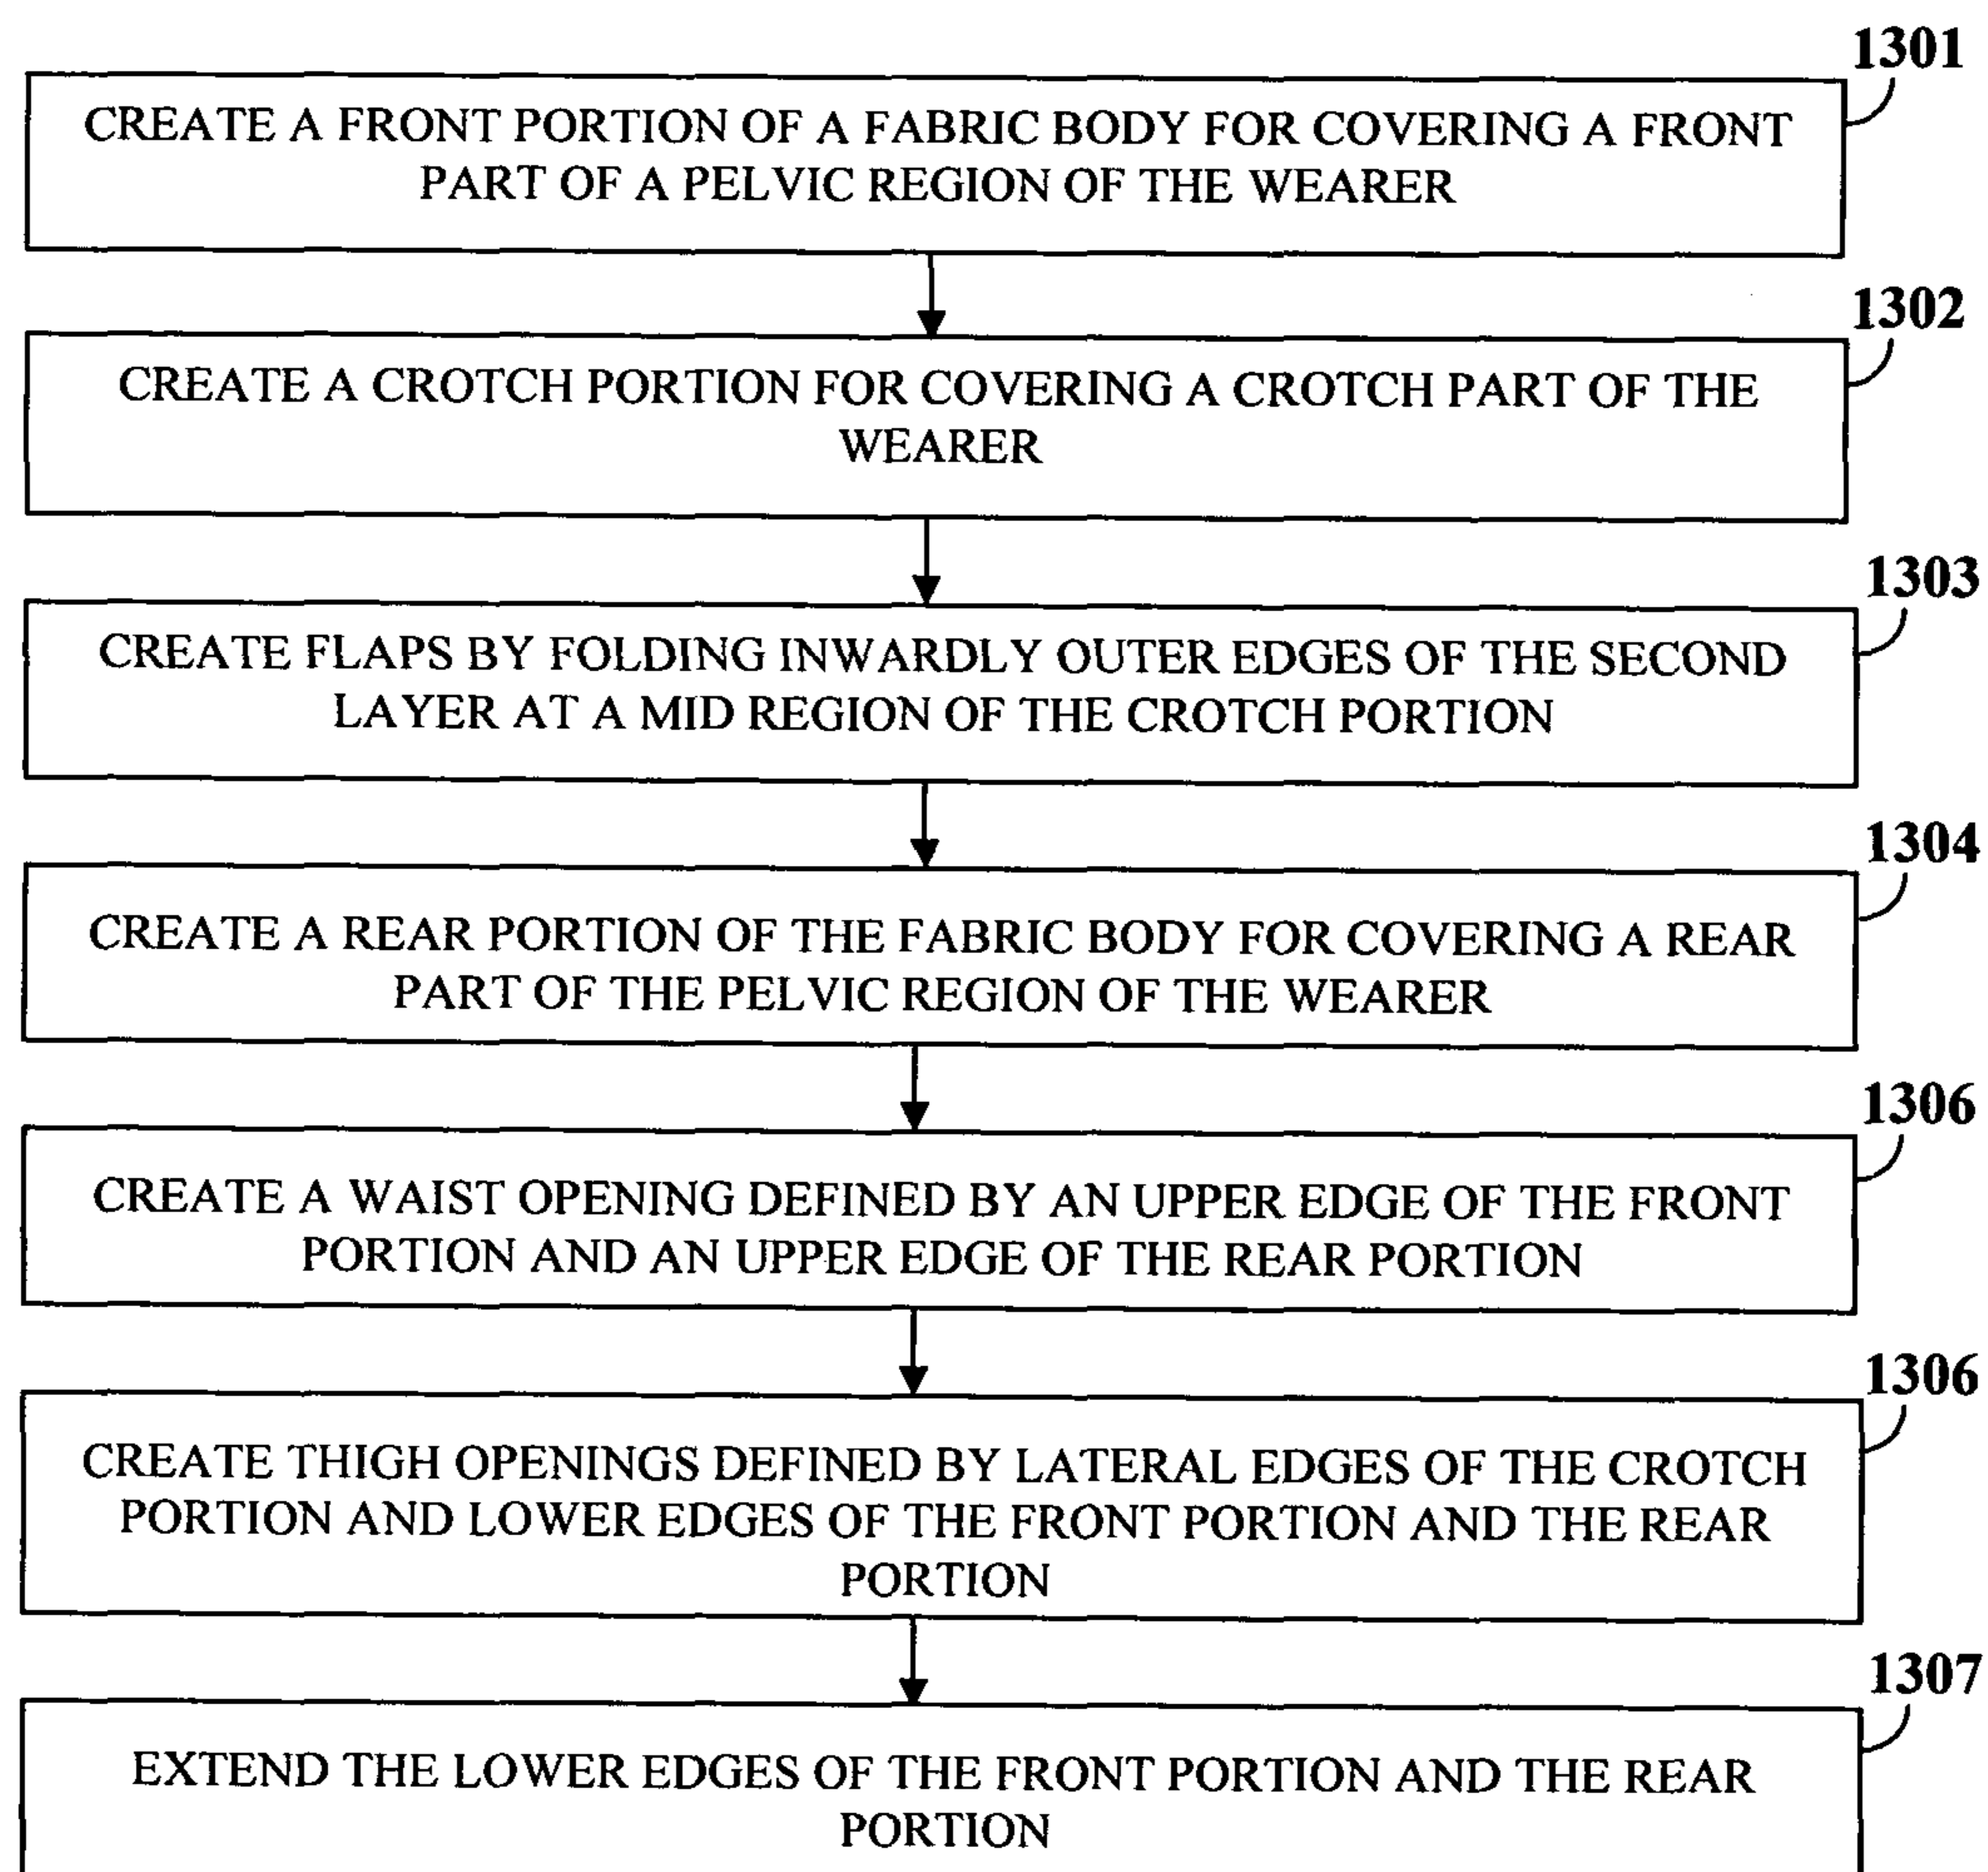 1301
CREATE A FRONT PORTION OF A FABRIC BODY FOR COVERING A FRONT
PART OF A PELVIC REGION OF THE WEARER
1302
CREATE A CROTCH PORTION FOR COVERING A CROTCH PART OF THE
WEARER
1303
CREATE FLAPS BY FOLDING INWARDLY OUTER EDGES OF THE SECOND
LAYER AT A MID REGION OF THE CROTCH PORTION
1304
CREATE A REAR PORTION OF THE FABRIC BODY FOR COVERING A REAR
PART OF THE PELVIC REGION OF THE WEARER
1306
CREATE A WAIST OPENING DEFINED BY AN UPPER EDGE OF THE FRONT
PORTION AND AN UPPER EDGE OF THE REAR PORTION
1306
CREATE THIGH OPENINGS DEFINED BY LATERAL EDGES OF THE CROTCH
PORTION AND LOWER EDGES OF THE FRONT PORTION AND THE REAR
PORTION
1307
EXTEND THE LOWER EDGES OF THE FRONT PORTION AND THE REAR
PORTION